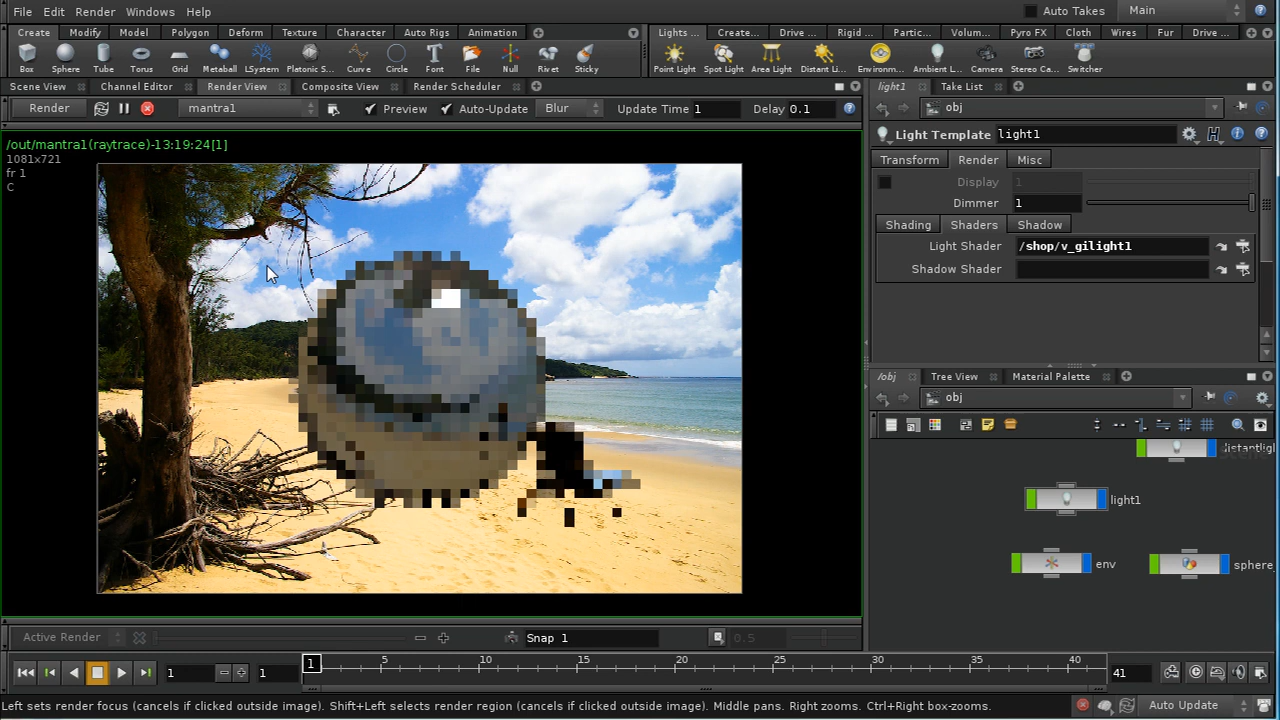 File Edit Render Windows Help Auto Takes Main
Create Modify Model Polygon Deform Texture Character Auto Rigs Animation Lights ... Create... Drive ... Rigid ... Partic... Volum... Pyro FX Cloth Wires Fur Drive ...
Box Sphere Tube Torus Grid Metaball LSystem Platonic S... Curve Circle Font File Null Rivet Sticky Point Light Spot Light Area Light Distant Li... Environm... Ambient L... Camera Stereo Ca... Switcher
Scene View Channel Editor Render View Composite View Render Scheduler
Render mantra1 Preview Auto-Update Blur Update Time 1 Delay 0.1
/out/mantra1(raytrace)-13:19:24[1]
1081x721
fr 1
C
light1 Take List
obj
Light Template light1
Transform Render Misc
Display 1
Dimmer 1
Shading Shaders Shadow
Light Shader /shop/v_gilight1
Shadow Shader
/obj Tree View Material Palette
obj
light1
env sphere
Active Render Snap 1 0.5
1 1 1 5 10 15 20 25 30 35 40 41
Left sets render focus (cancels if clicked outside image). Shift+Left selects render region (cancels if clicked outside image). Middle pans. Right zooms. Ctrl+Right box-zooms. Auto Update